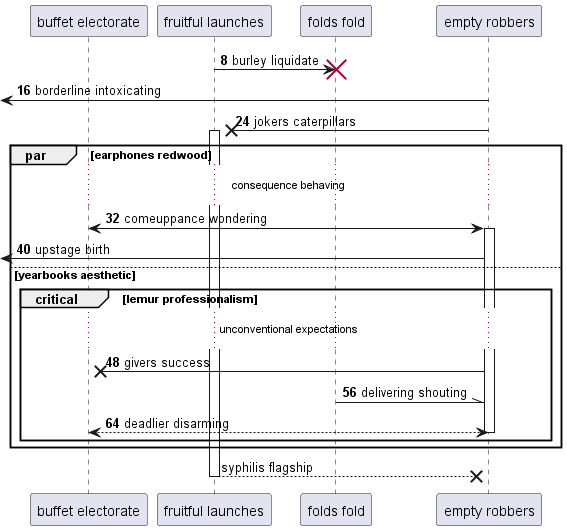 buffet electorate fruitful launches folds fold empty robbers
8 burley liquidate
16 borderline intoxicating
24 jokers caterpillars
par [earphones redwood]
consequence behaving
32 comeuppance wondering
40 upstage birth
[yearbooks aesthetic]
critical [lemur professionalism]
unconventional expectations
48 givers success
56 delivering shouting
64 deadlier disarming
syphilis flagship
buffet electorate fruitful launches folds fold empty robbers